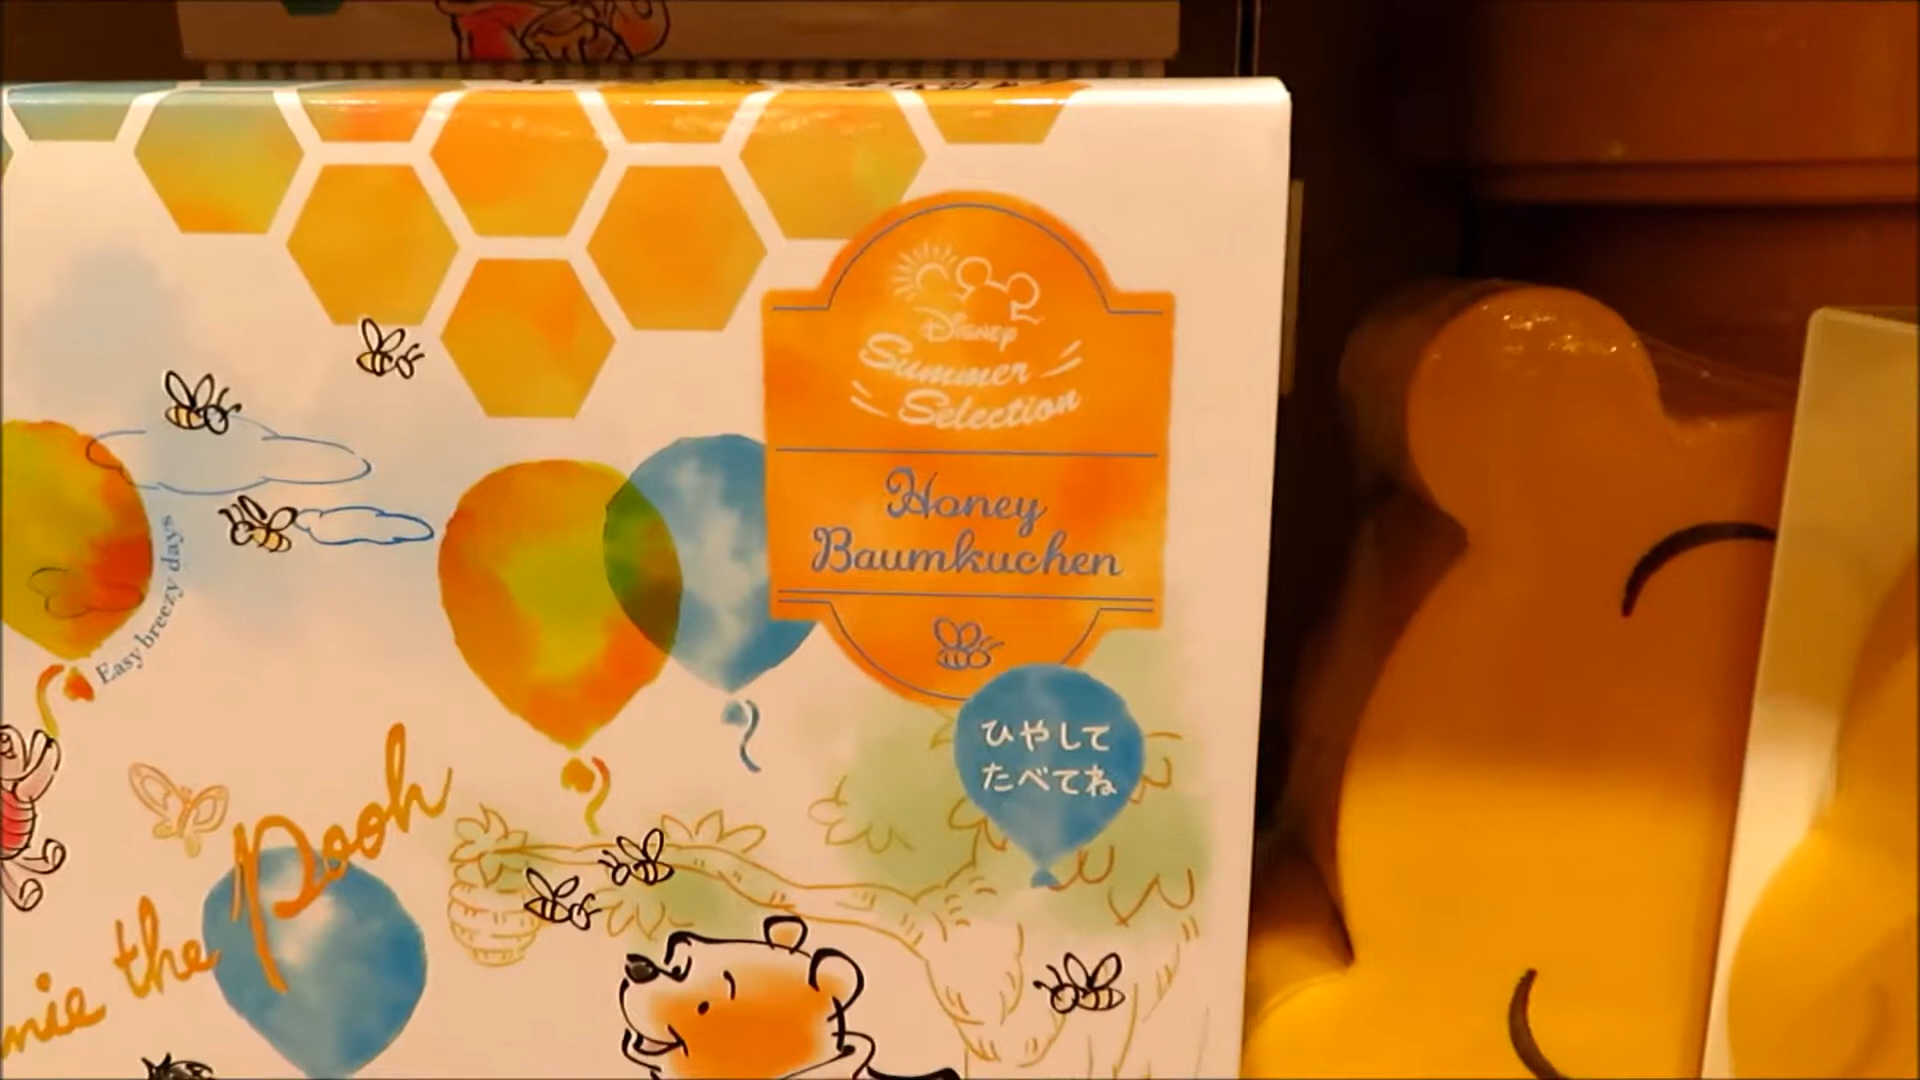 Disney
Summer
Selection
Honey
Baumkuchen
Easy breezy days
ひやして
たべてね
nie the Pooh